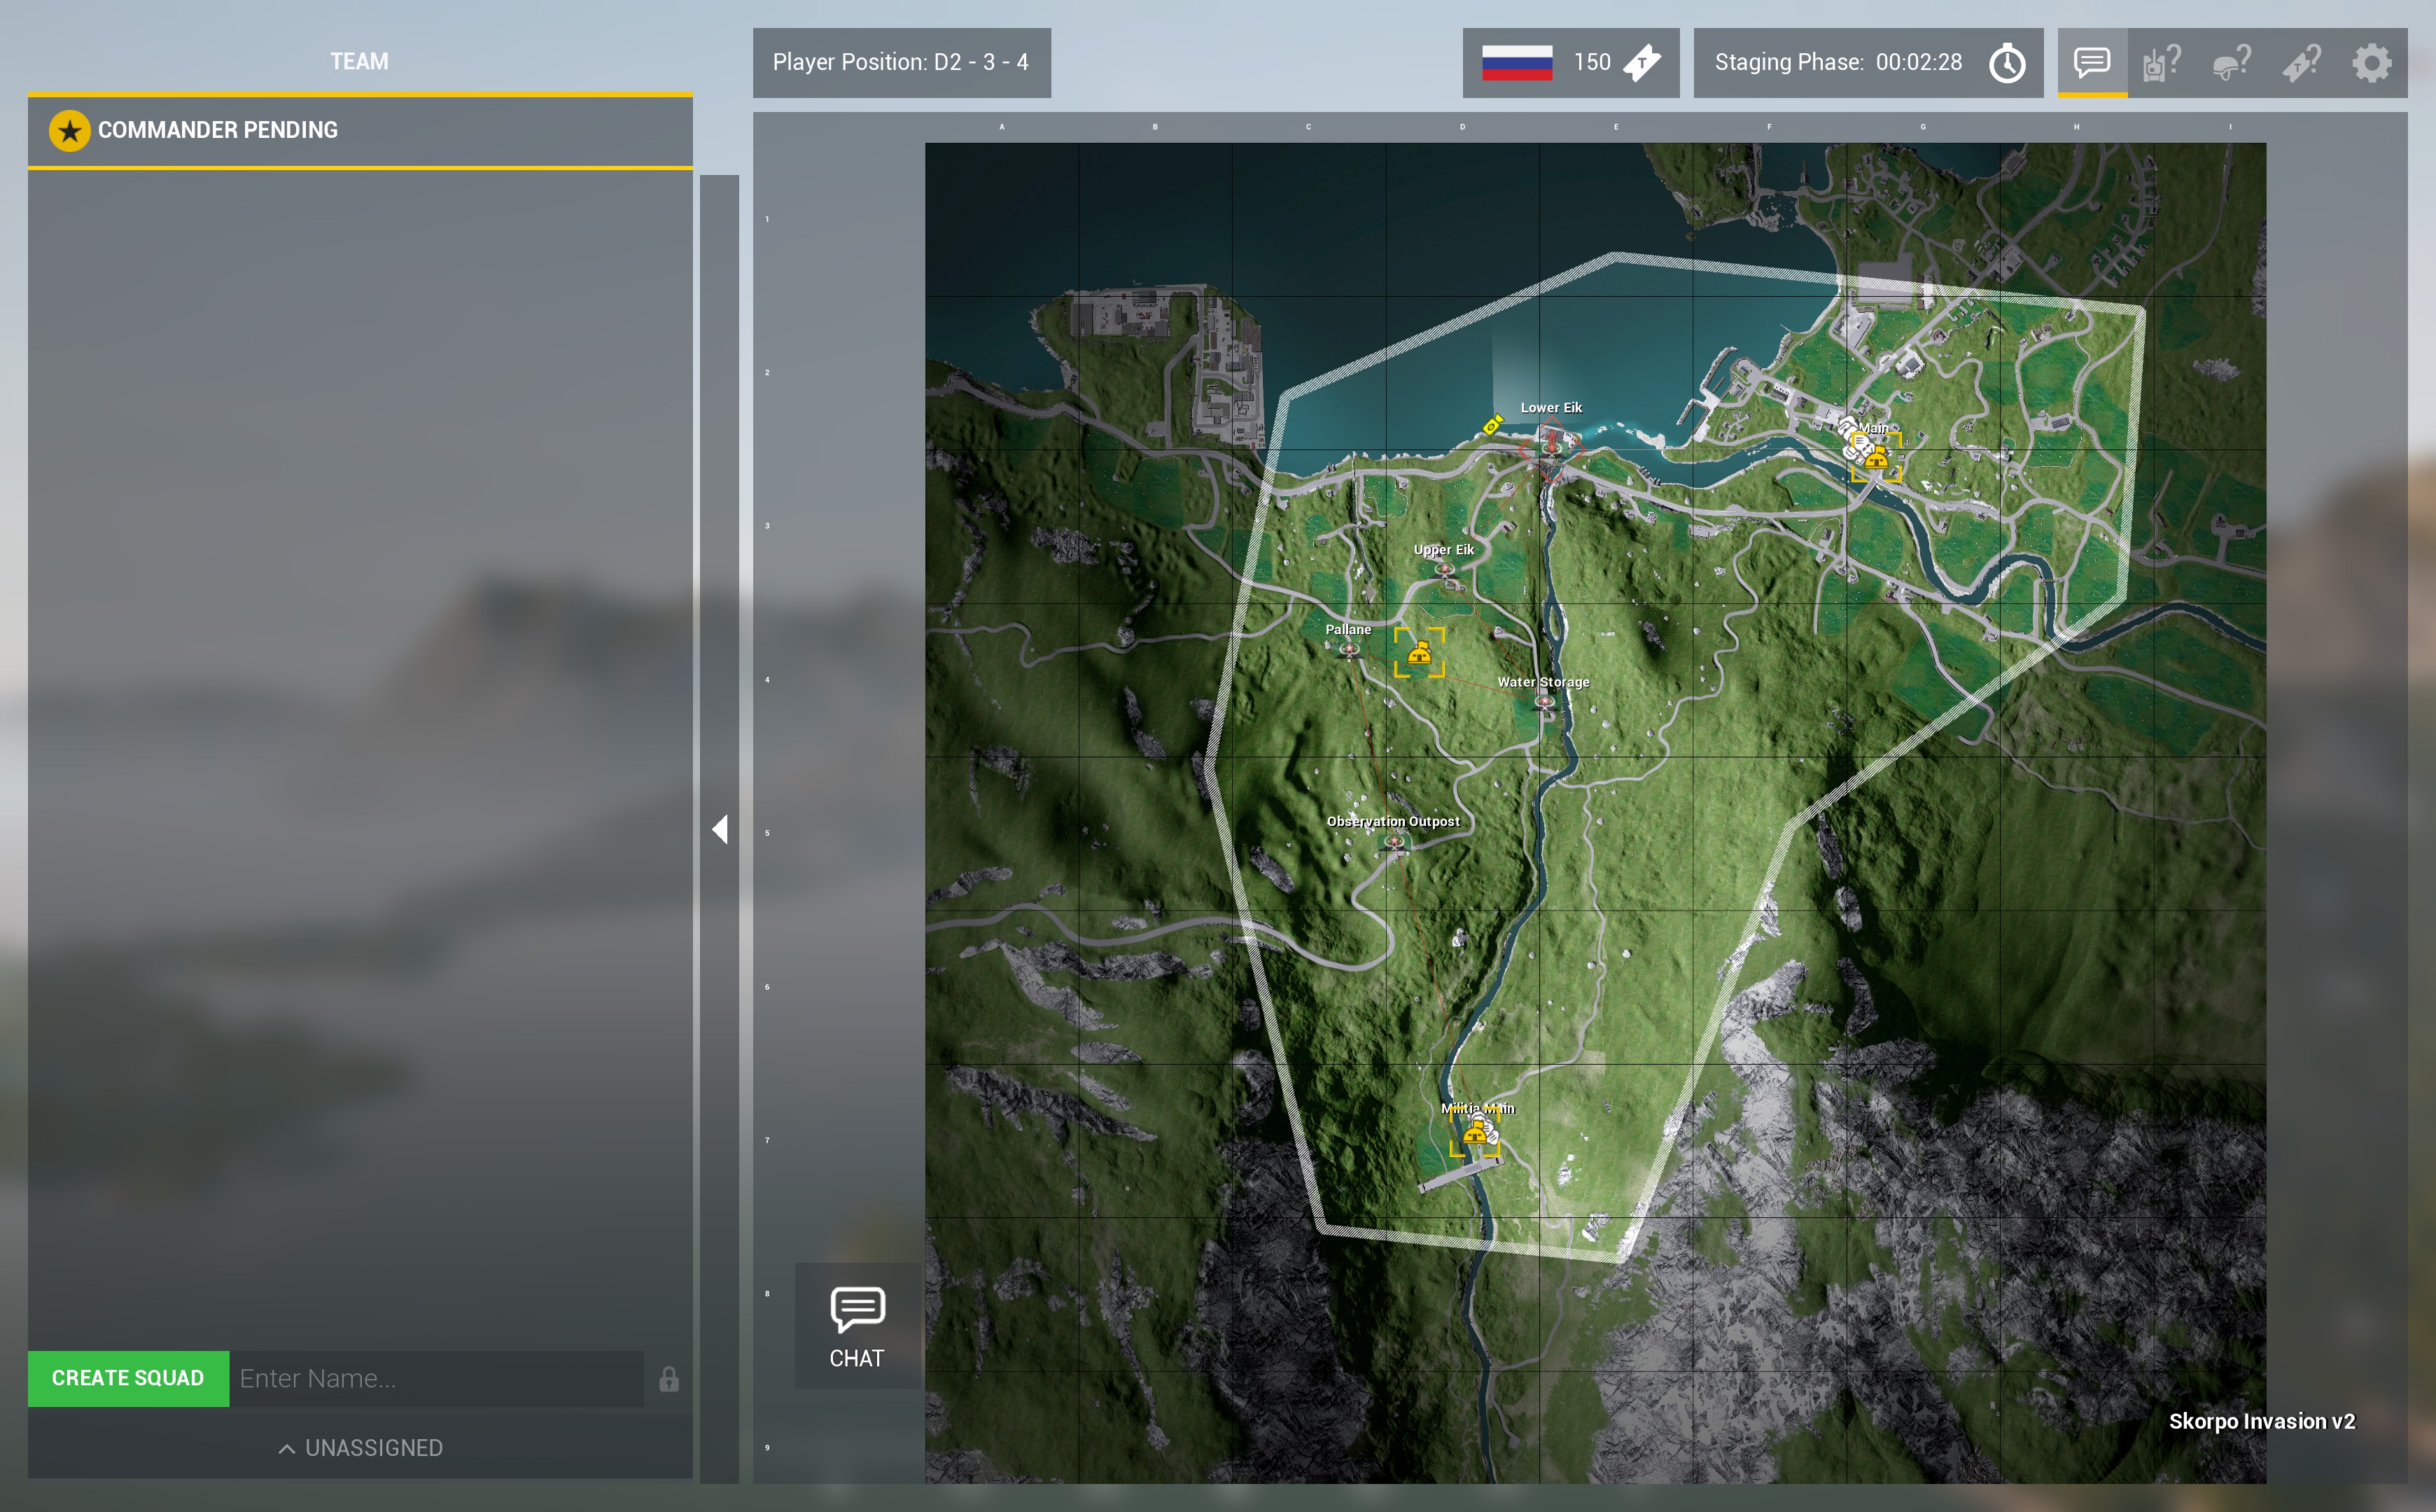 TEAM
Player Position: D2 - 3 - 4
150
T
Staging Phase: 00:02:28
? ? T ?
COMMANDER PENDING
A B C D E F G H I
1
2
Lower Eik
Main
3
Upper Eik
Pallane
4
Water Storage
Observation Outpost
5
6
Militia Main
7
8
CHAT
CREATE SQUAD
Enter Name...
Skorpo Invasion v2
UNASSIGNED
9